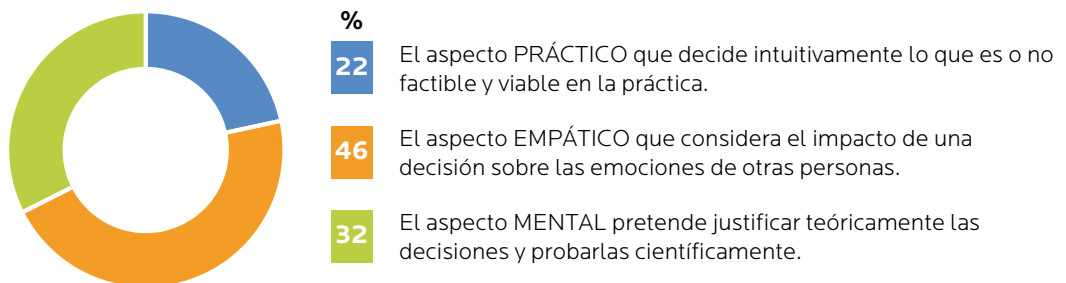 %
22
El aspecto PRÁCTICO que decide intuitivamente lo que es o no
factible y viable en la práctica.
46
El aspecto EMPÁTICO que considera el impacto de una
decisión sobre las emociones de otras personas.
32
El aspecto MENTAL pretende justificar teóricamente las
decisiones y probarlas científicamente.